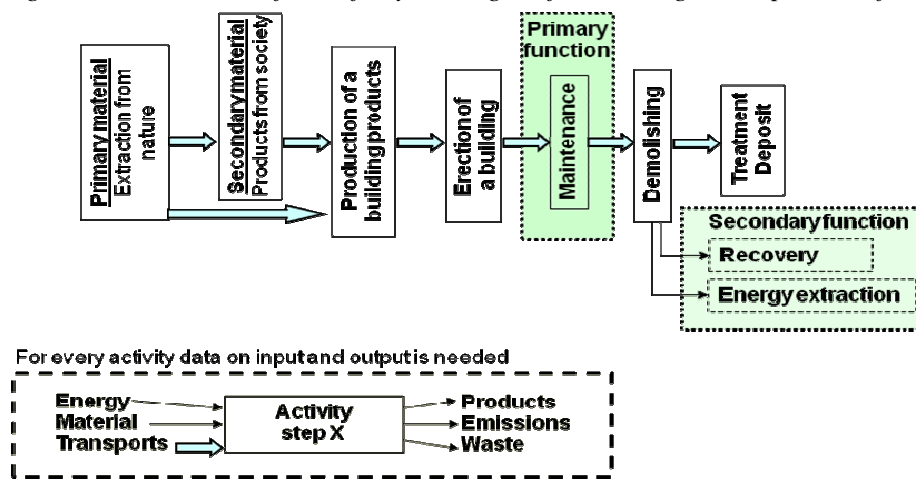 Primary material
Extraction from
nature
Secondary material
Products from society
Production of a
building products
Erection of
a building
Primary
function
Maintenance
Demolishing
Treatment
Deposit
Secondary function
Recovery
Energy extraction
For every activity data on input and output is needed
Energy
Material
Transports
Activity
step X
Products
Emissions
Waste